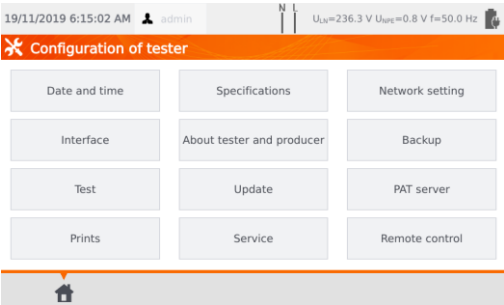 19/11/2019 6:15:02 AM admin N L ULN=236.3 V UNPE=0.8 V f=50.0 Hz
Configuration of tester
Date and time Specifications Network setting
Interface About tester and producer Backup
Test Update PAT server
Prints Service Remote control